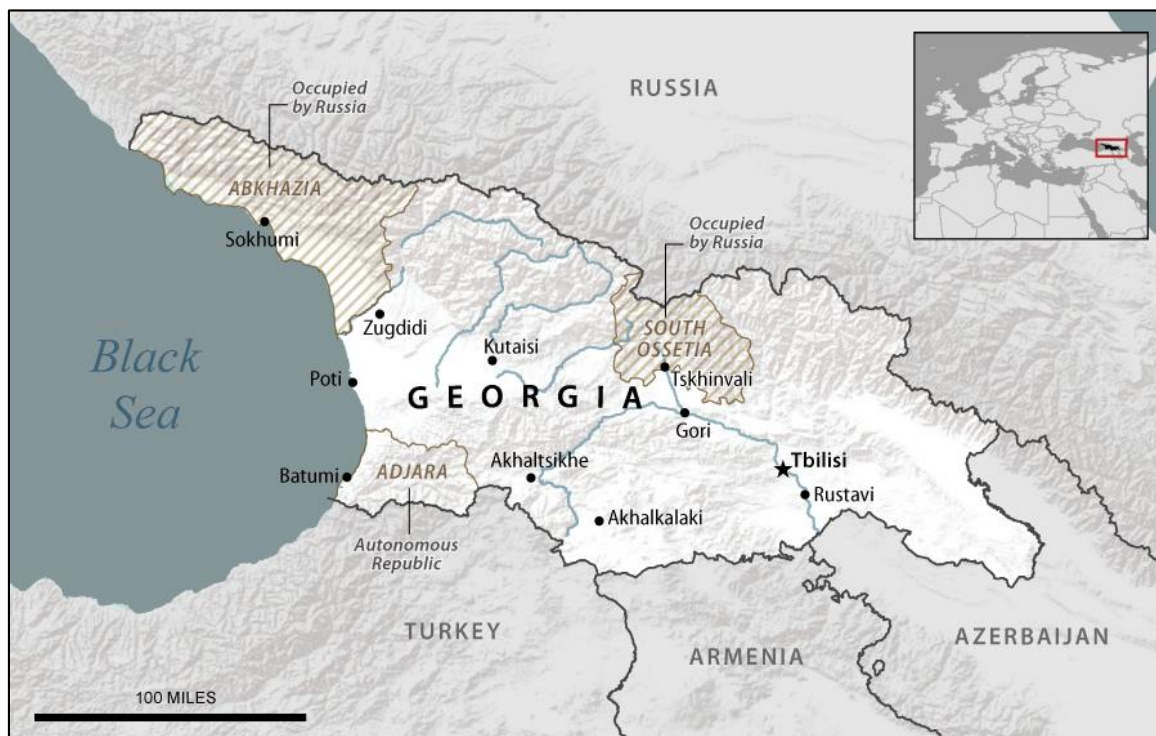 Occupied
by Russia
RUSSIA
ABKHAZIA
Sokhumi
Occupied
by Russia
Zugdidi
SOUTH
OSSETIA
Kutaisi
Black
Sea
Poti
Tskhinvali
GEORGIA
Gori
Tbilisi
Akhaltsikhe
Batumi
ADJARA
Rustavi
Akhalkalaki
Autonomous
Republic
TURKEY
AZERBAIJAN
ARMENIA
100 MILES